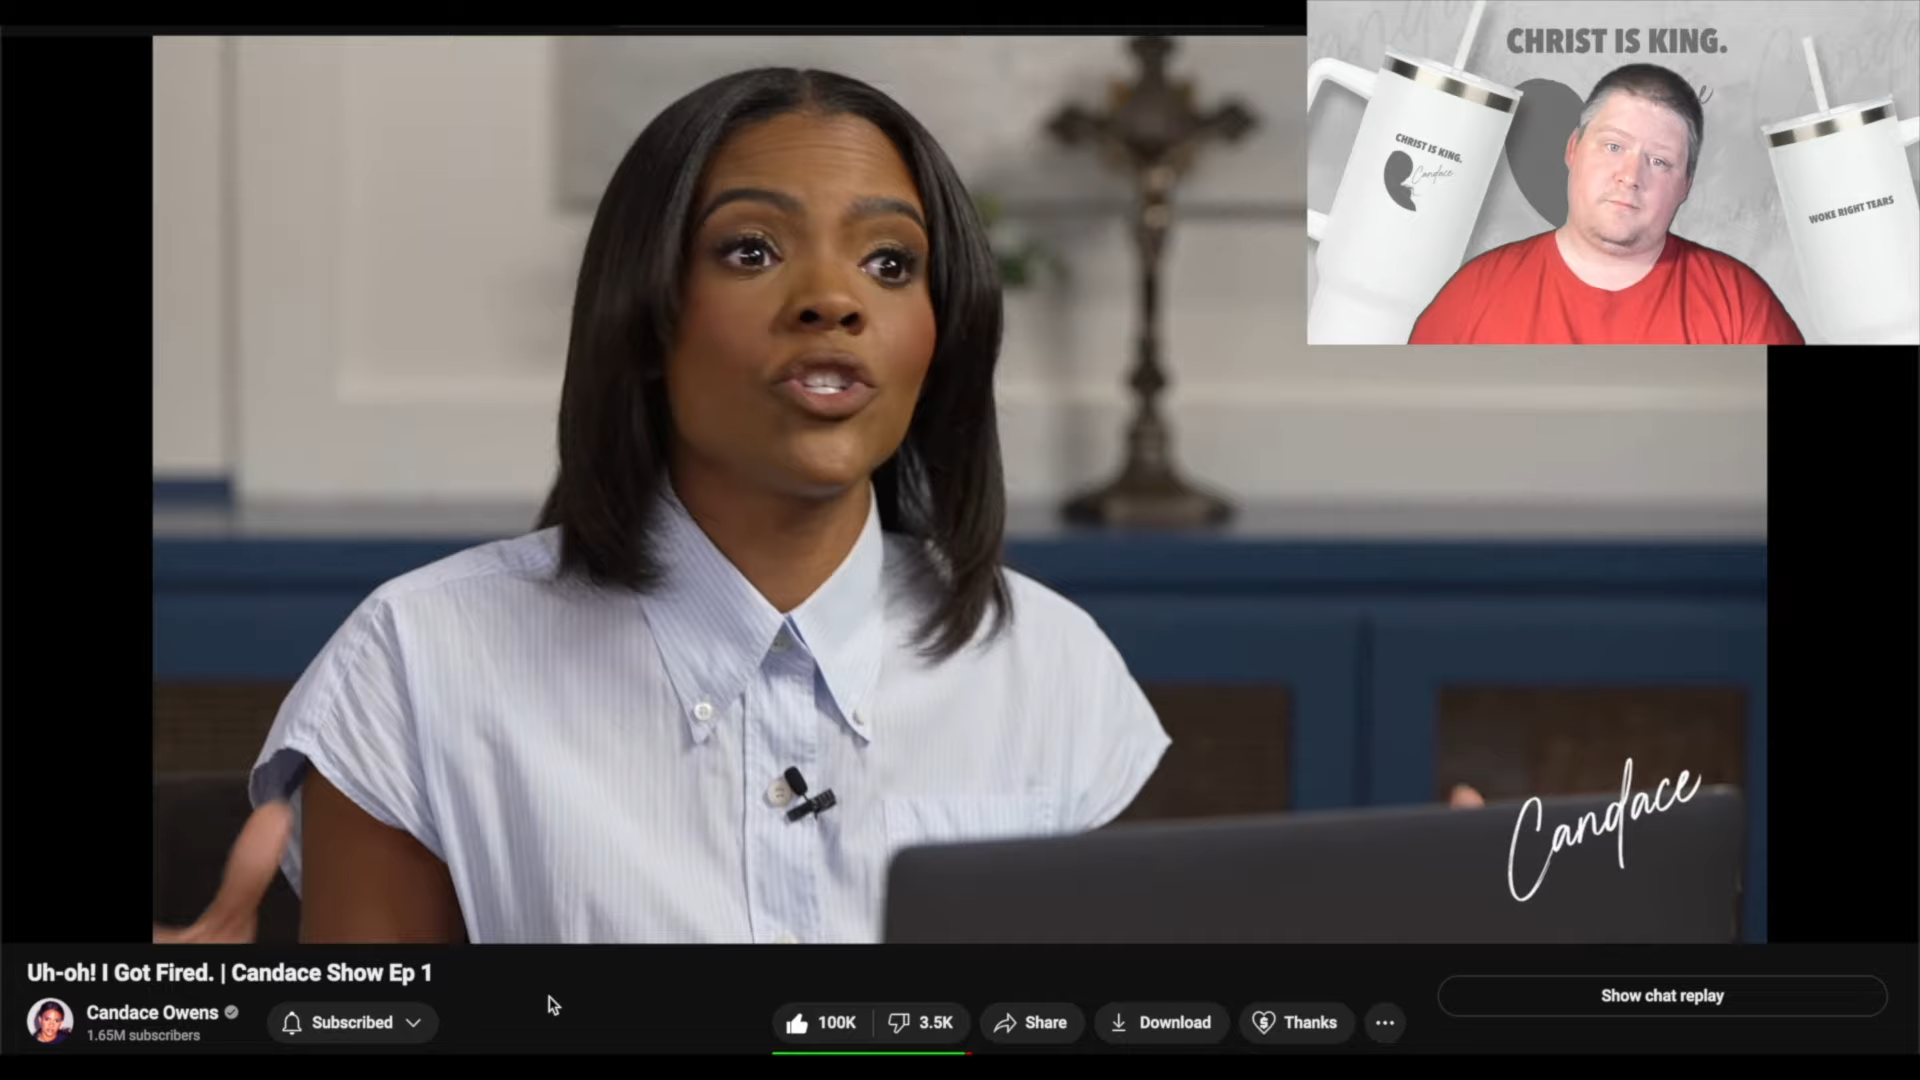 CHRIST IS KING.
CHRIST IS KING.
Candace
WOKE RIGHT TEARS
Candace
Uh-oh! I Got Fired. | Candace Show Ep 1
Candace Owens
1.65M subscribers
Subscribed
100K
3.5K
Share
Download
Thanks
Show chat replay